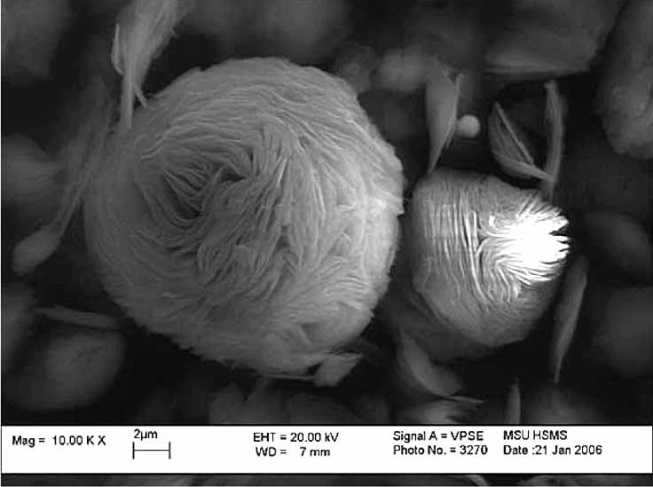 Mag = 10.00 K X
2µm
EHT = 20.00 kV
WD = 7 mm
Signal A = VPSE
Photo No. = 3270
MSU HSMS
Date :21 Jan 2006